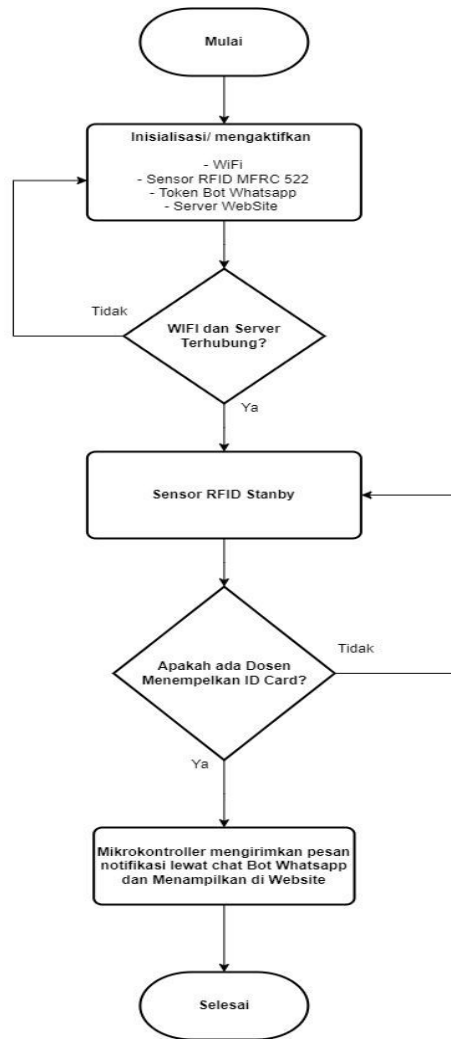 Mulai
Inisialisasi/ mengaktifkan
- WiFi
- Sensor RFID MFRC 522
- Token Bot Whatsapp
- Server WebSite
Tidak
WIFI dan Server
Terhubung?
Ya
Sensor RFID Stanby
Tidak
Apakah ada Dosen
Menempelkan ID Card?
Ya
Mikrokontroller mengirimkan pesan
notifikasi lewat chat Bot Whatsapp
dan Menampilkan di Website
Selesai